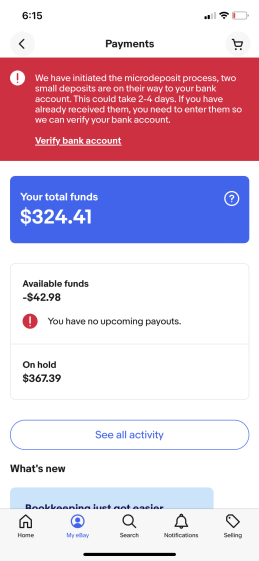 6:15
Payments
We have initiated the microdeposit process, two
small deposits are on their way to your bank
account. This could take 2-4 days. If you have
already received them, you need to enter them so
we can verify your bank account.
Verify bank account
Your total funds
$324.41
Available funds
-$42.98
You have no upcoming payouts.
On hold
$367.39
See all activity
What's new
Bookkeeping just got easier
Home
My eBay
Search
Notifications
Selling